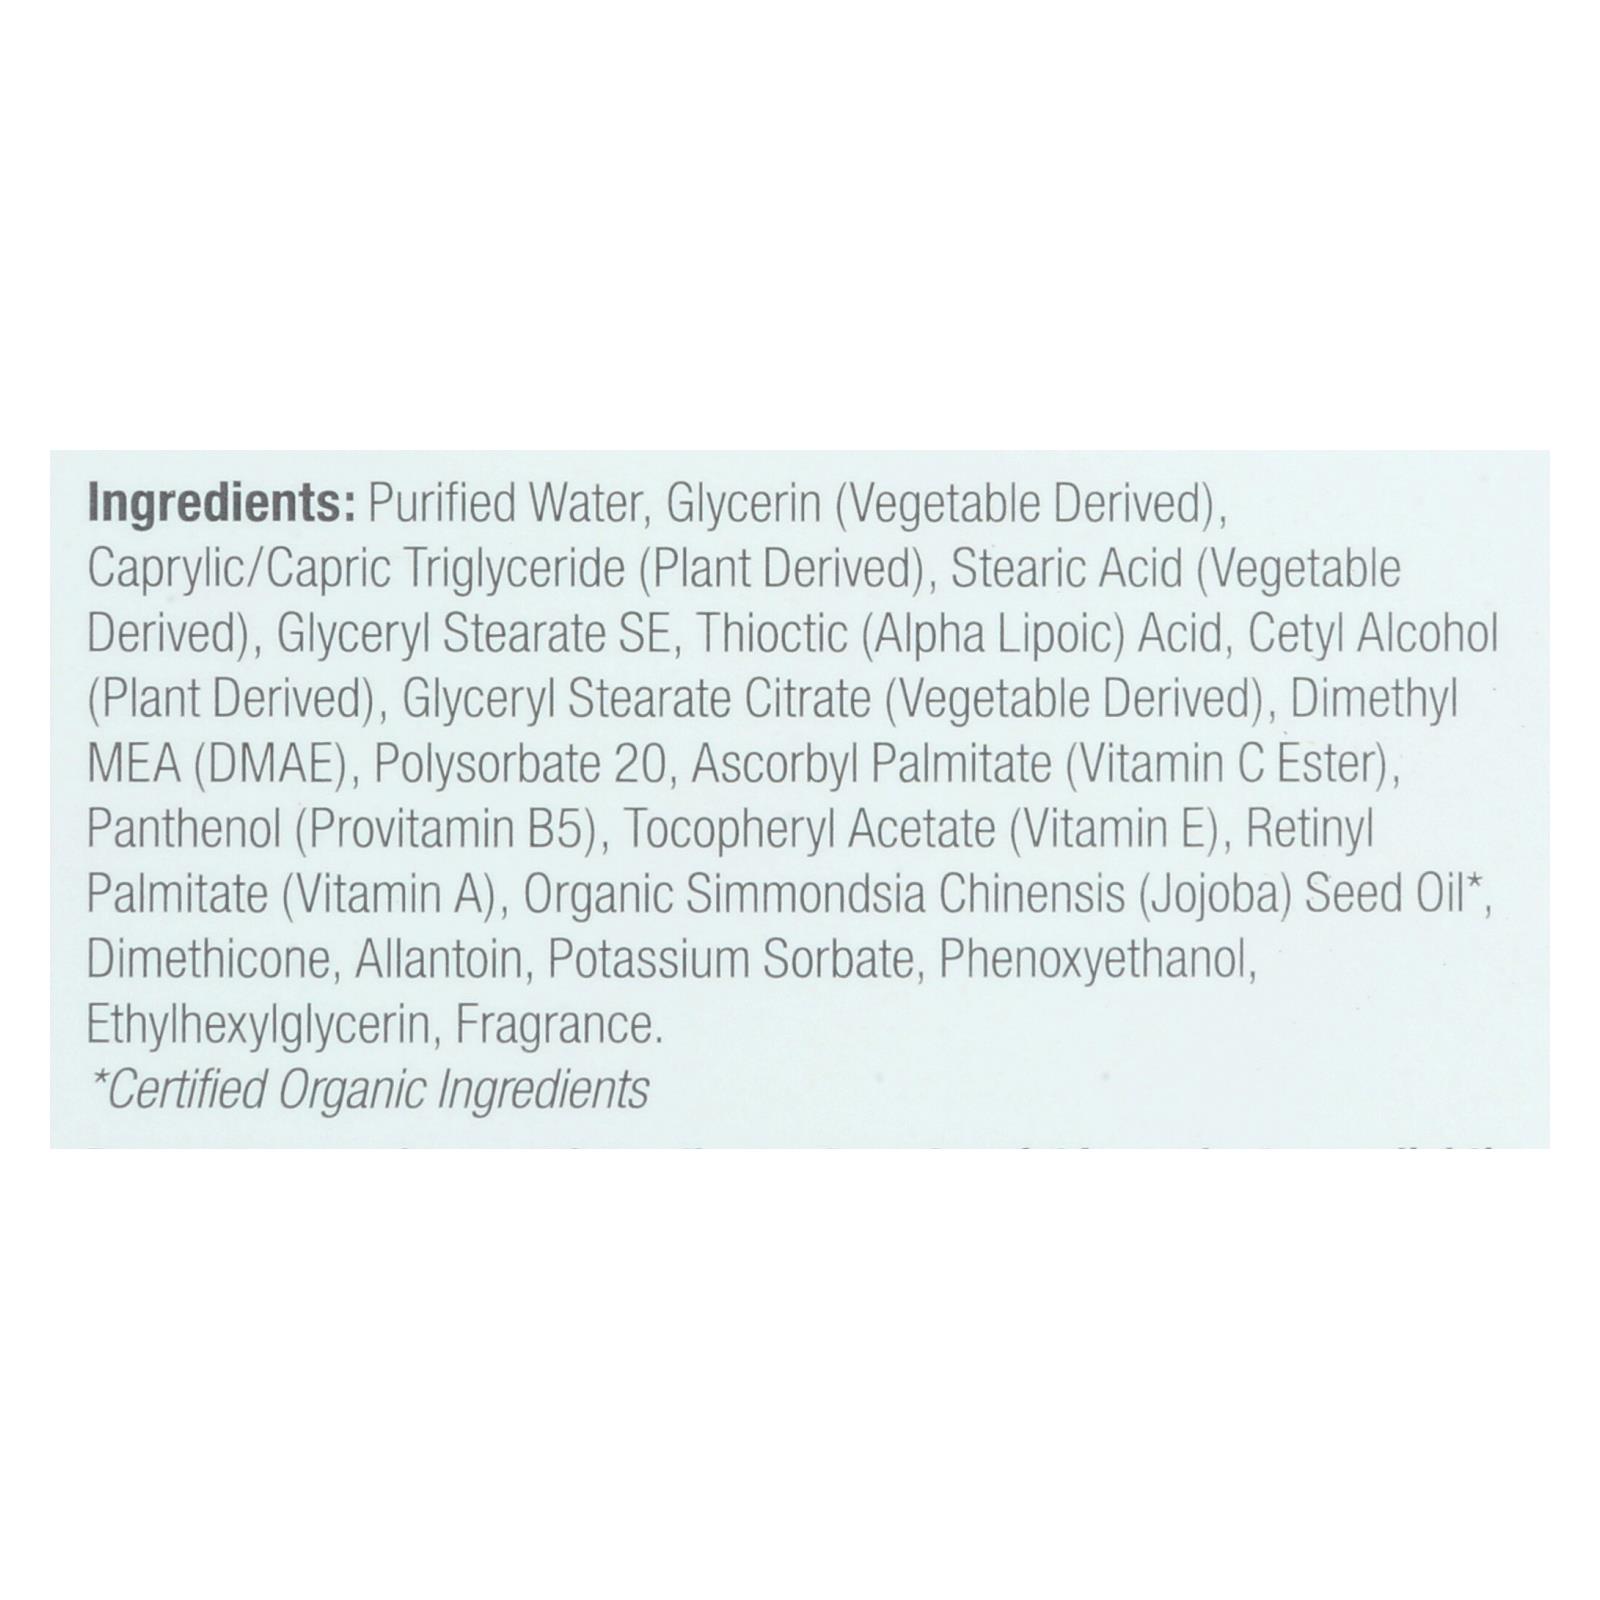 Ingredients: Purified Water, Glycerin (Vegetable Derived),
Caprylic/Capric Triglyceride (Plant Derived), Stearic Acid (Vegetable
Derived), Glyceryl Stearate SE, Thioctic (Alpha Lipoic) Acid, Cetyl Alcohol
(Plant Derived), Glyceryl Stearate Citrate (Vegetable Derived), Dimethyl
MEA (DMAE), Polysorbate 20, Ascorbyl Palmitate (Vitamin C Ester),
Panthenol (Provitamin B5), Tocopheryl Acetate (Vitamin E), Retinyl
Palmitate (Vitamin A), Organic Simmondsia Chinensis (Jojoba) Seed Oil*,
Dimethicone, Allantoin, Potassium Sorbate, Phenoxyethanol,
Ethylhexylglycerin, Fragrance.
*Certified Organic Ingredients